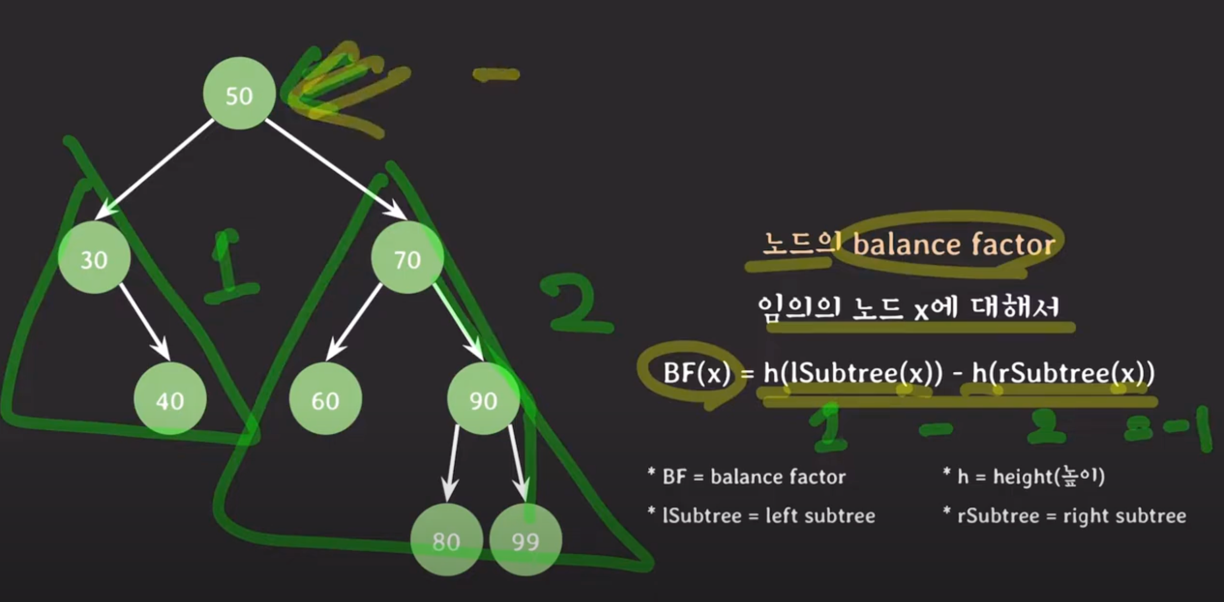 50
30
70
40
60
90
80
99
1
2
노드의 balance factor
임의의 노드 x에 대해서
BF(x) = h(lSubtree(x)) - h(rSubtree(x))
1 - 2 = -1
* BF = balance factor
* h = height(높이)
* lSubtree = left subtree
* rSubtree = right subtree